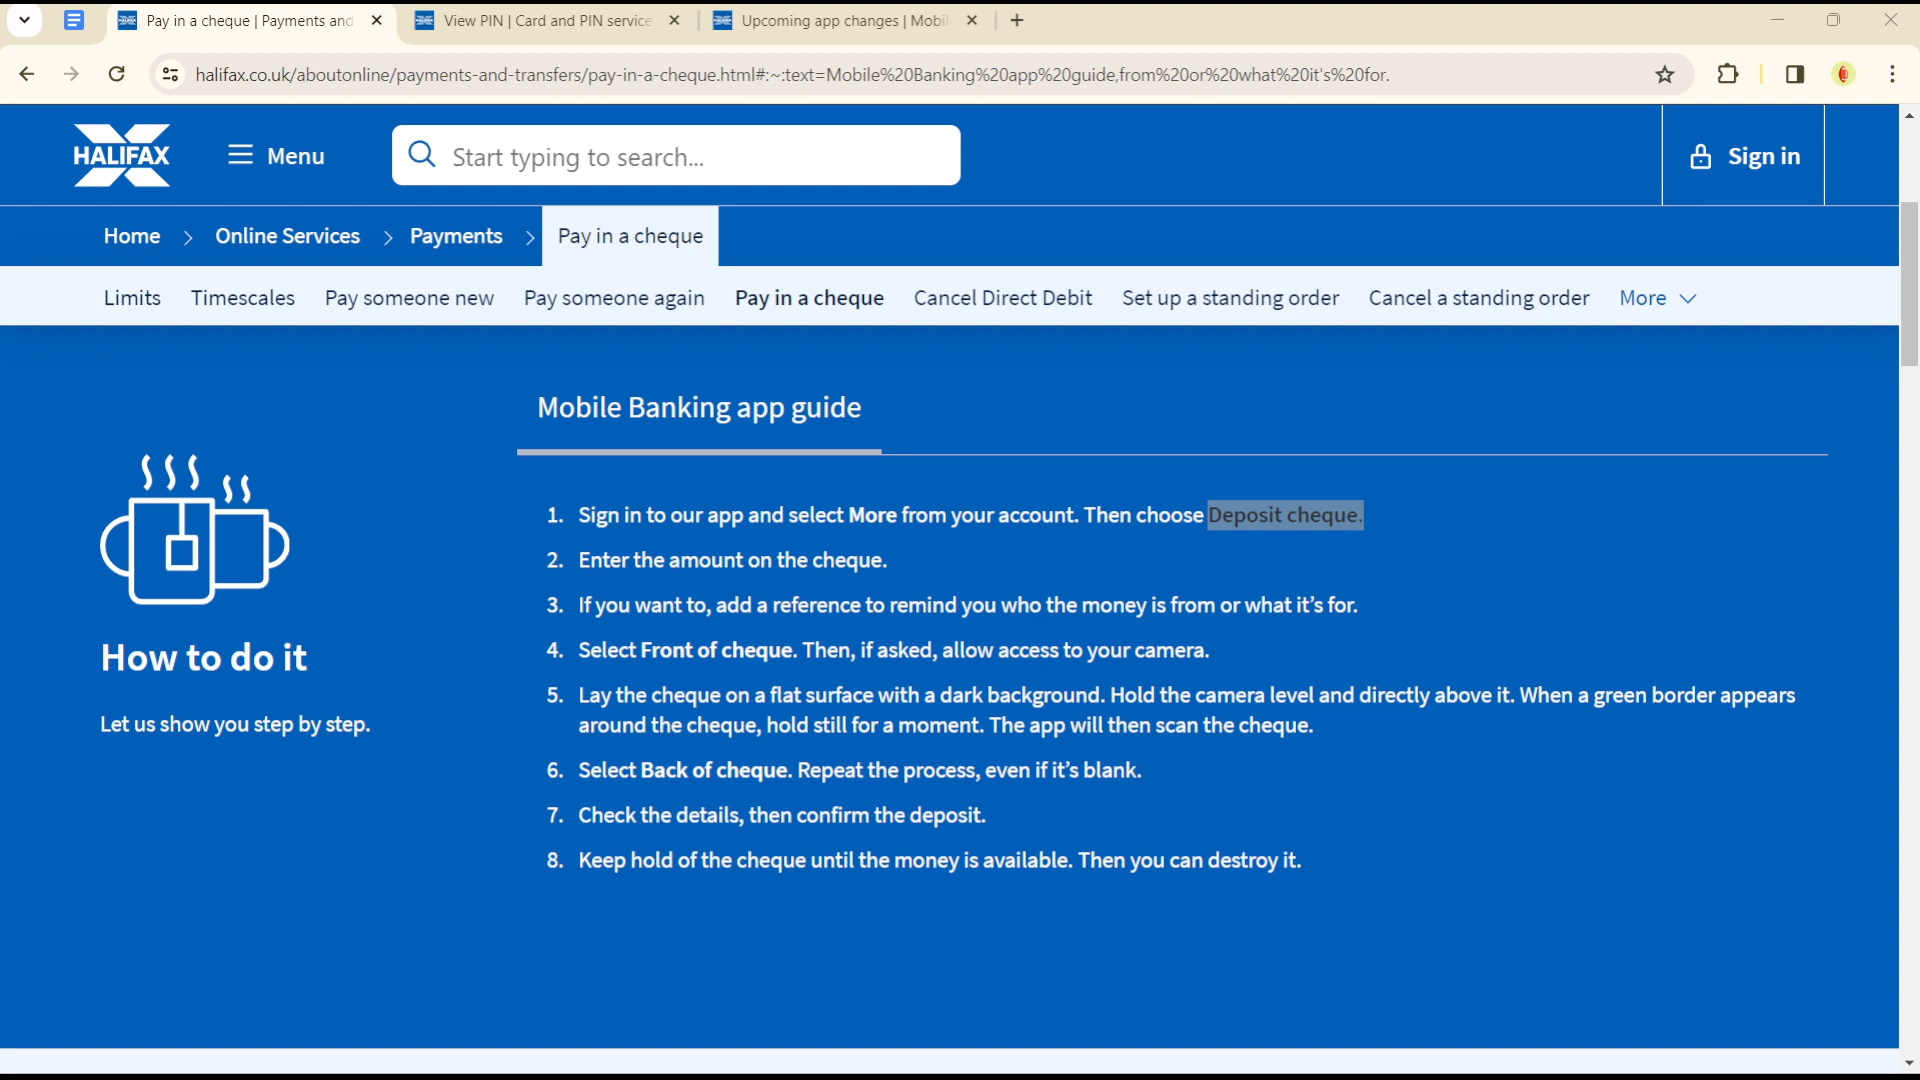 Pay in a cheque | Payments and
View PIN | Card and PIN service
Upcoming app changes | Mobil
halifax.co.uk/aboutonline/payments-and-transfers/pay-in-a-cheque.html#:~:text=Mobile%20Banking%20app%20guide,from%20or%20what%20it's%20for.
HALIFAX
Menu
Start typing to search...
Sign in
Home
Online Services
Payments
Pay in a cheque
Limits
Timescales
Pay someone new
Pay someone again
Pay in a cheque
Cancel Direct Debit
Set up a standing order
Cancel a standing order
More
Mobile Banking app guide
How to do it
Let us show you step by step.
1. Sign in to our app and select More from your account. Then choose Deposit cheque.
2. Enter the amount on the cheque.
3. If you want to, add a reference to remind you who the money is from or what it’s for.
4. Select Front of cheque. Then, if asked, allow access to your camera.
5. Lay the cheque on a flat surface with a dark background. Hold the camera level and directly above it. When a green border appears
around the cheque, hold still for a moment. The app will then scan the cheque.
6. Select Back of cheque. Repeat the process, even if it’s blank.
7. Check the details, then confirm the deposit.
8. Keep hold of the cheque until the money is available. Then you can destroy it.